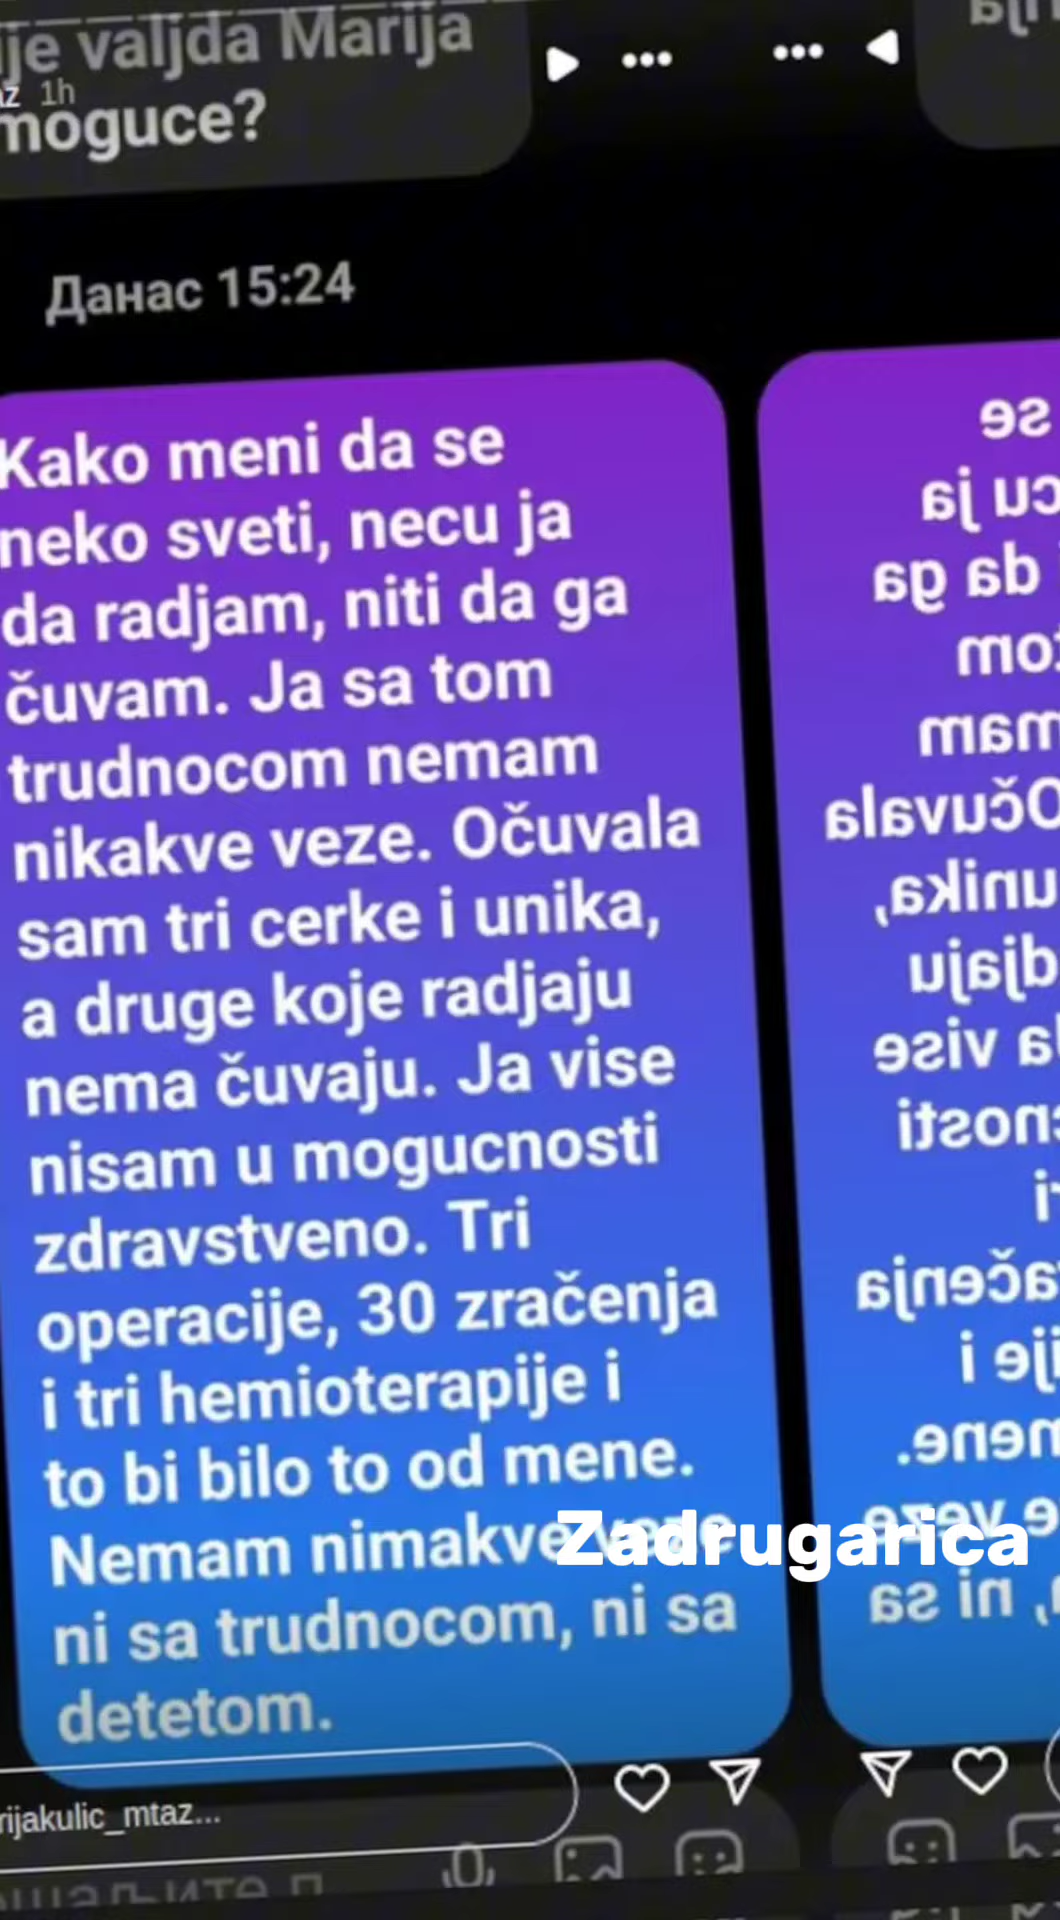 ije valjda Marija
az 1h
moguce?
Данас 15:24
Kako meni da se
neko sveti, necu ja
da radjam, niti da ga
čuvam. Ja sa tom
trudnocom nemam
nikakve veze. Očuvala
sam tri cerke i unika,
a druge koje radjaju
nema čuvaju. Ja vise
nisam u mogucnosti
zdravstveno. Tri
operacije, 30 zračenja
i tri hemioterapije i
to bi bilo to od mene.
Nemam nimakve veze
ni sa trudnocom, ni sa
detetom.
Zadrugarica
rijakulic_mtaz...